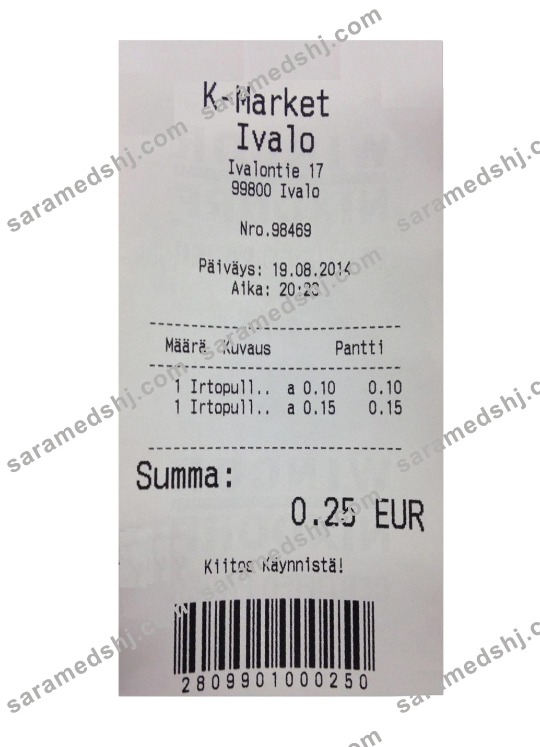 K-Market
Ivalo
Ivalontie 17
99800 Ivalo
Nro.98469
Päiväys: 19.08.2014
Aika: 20:23
Määrä Kuvaus Pantti
1 Irtopull.. a 0.10 0.10
1 Irtopull.. a 0.15 0.15
Summa:
0.25 EUR
Kiitos Käynnistä!
2809901000250
saramedshj.com